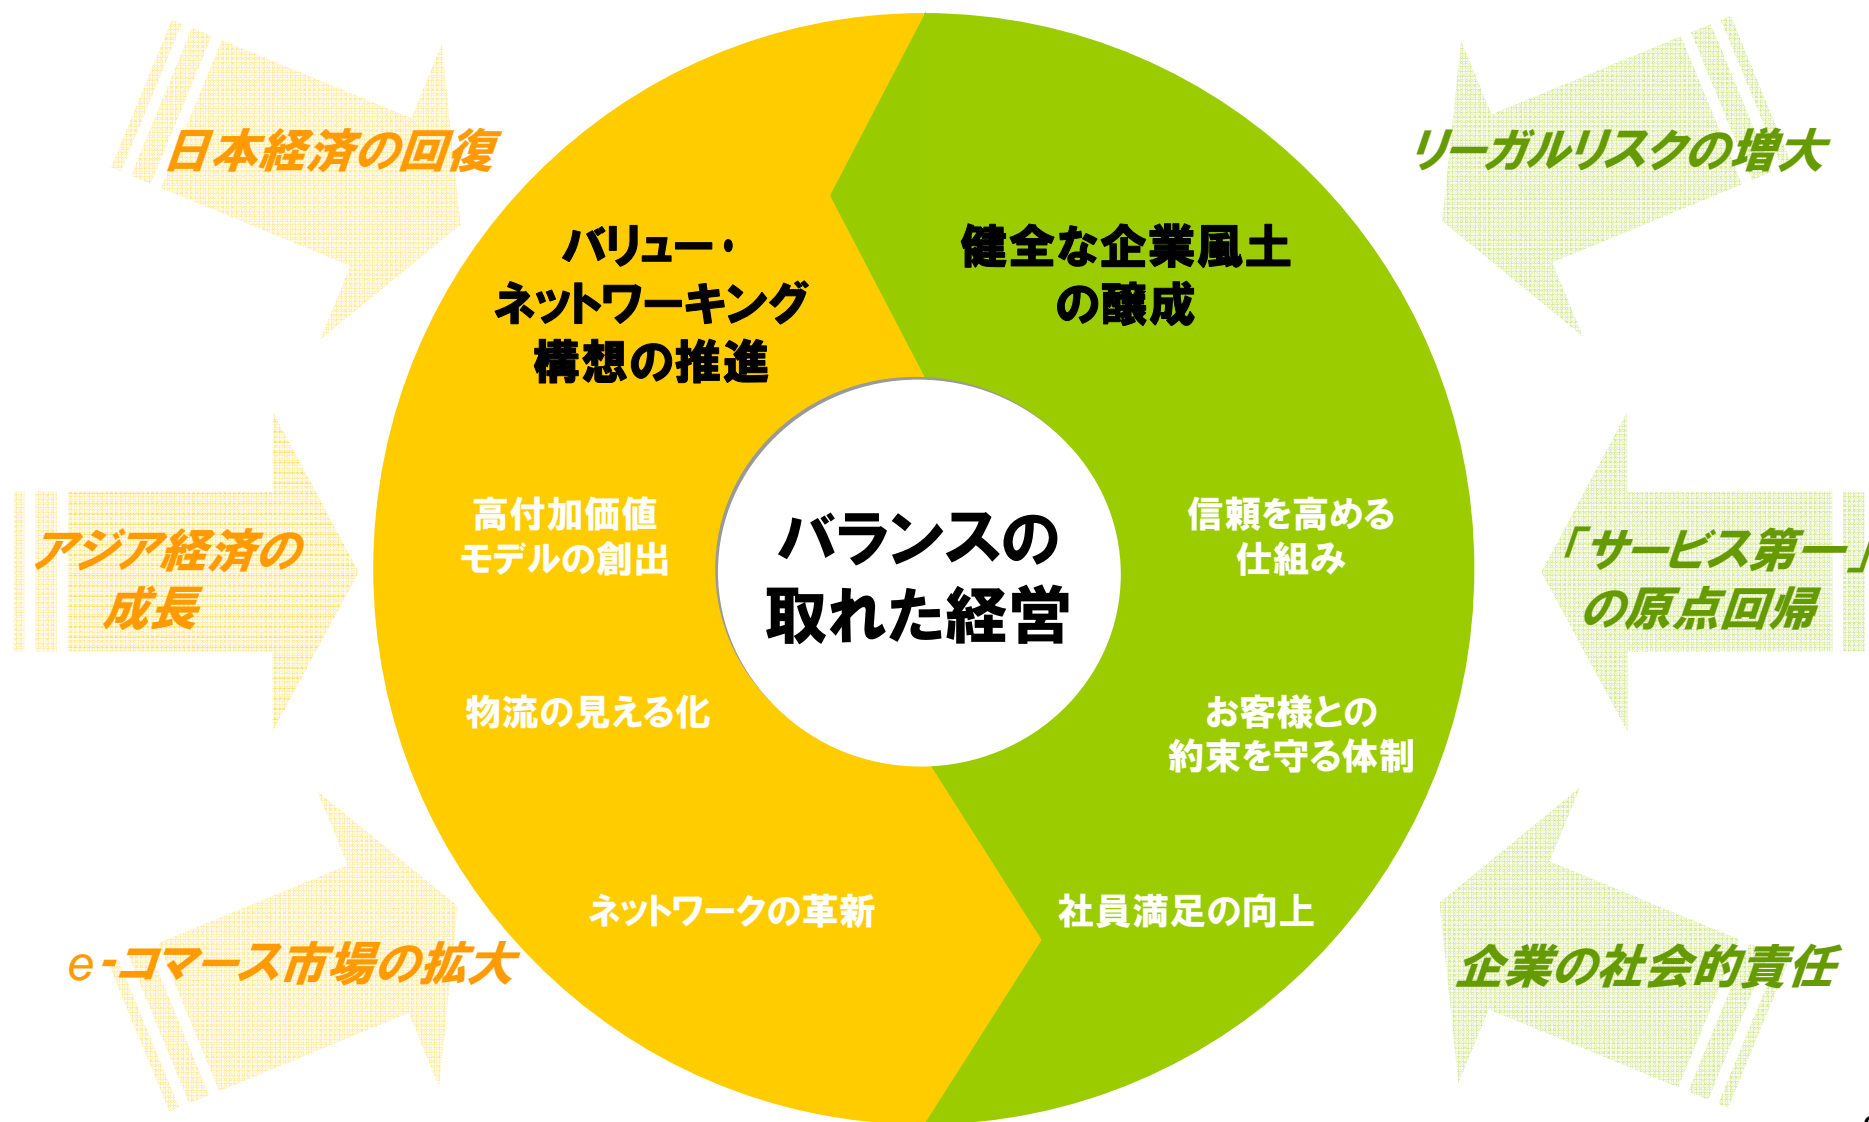 日本経済の回復
アジア経済の
成長
e-コマース市場の拡大
バリュー・
ネットワーキング
構想の推進
高付加価値
モデルの創出
物流の見える化
ネットワークの革新
バランスの
取れた経営
健全な企業風土
の醸成
信頼を高める
仕組み
お客様との
約束を守る体制
社員満足の向上
リーガルリスクの増大
「サービス第一」
の原点回帰
企業の社会的責任